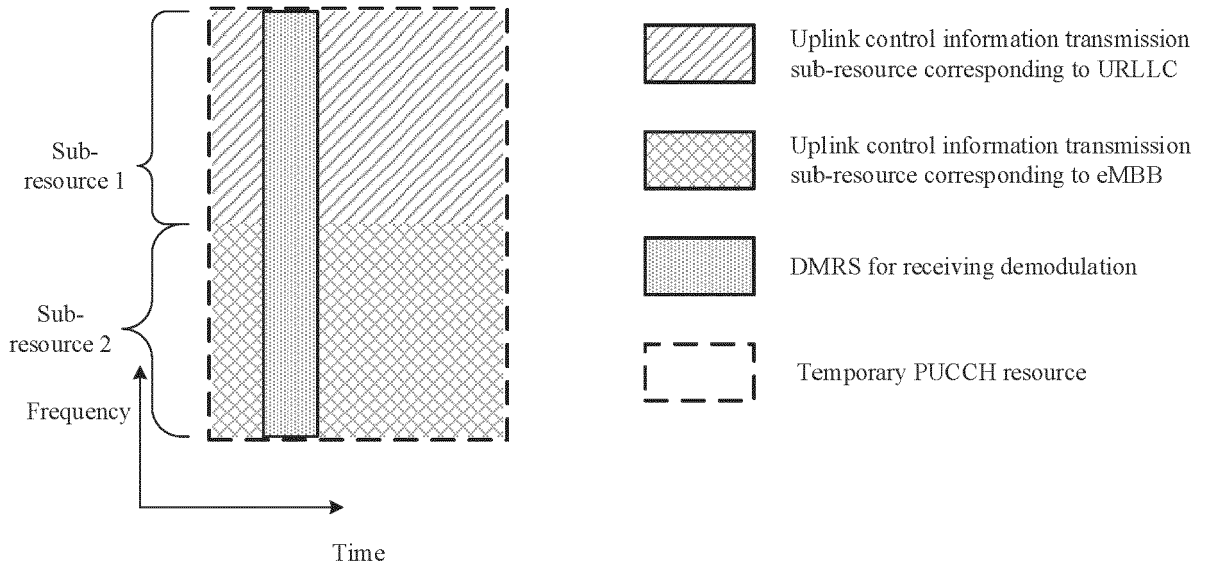 Sub-
resource 1
Sub-
resource 2
Frequency
Time
Uplink control information transmission
sub-resource corresponding to URLLC
Uplink control information transmission
sub-resource corresponding to eMBB
DMRS for receiving demodulation
Temporary PUCCH resource